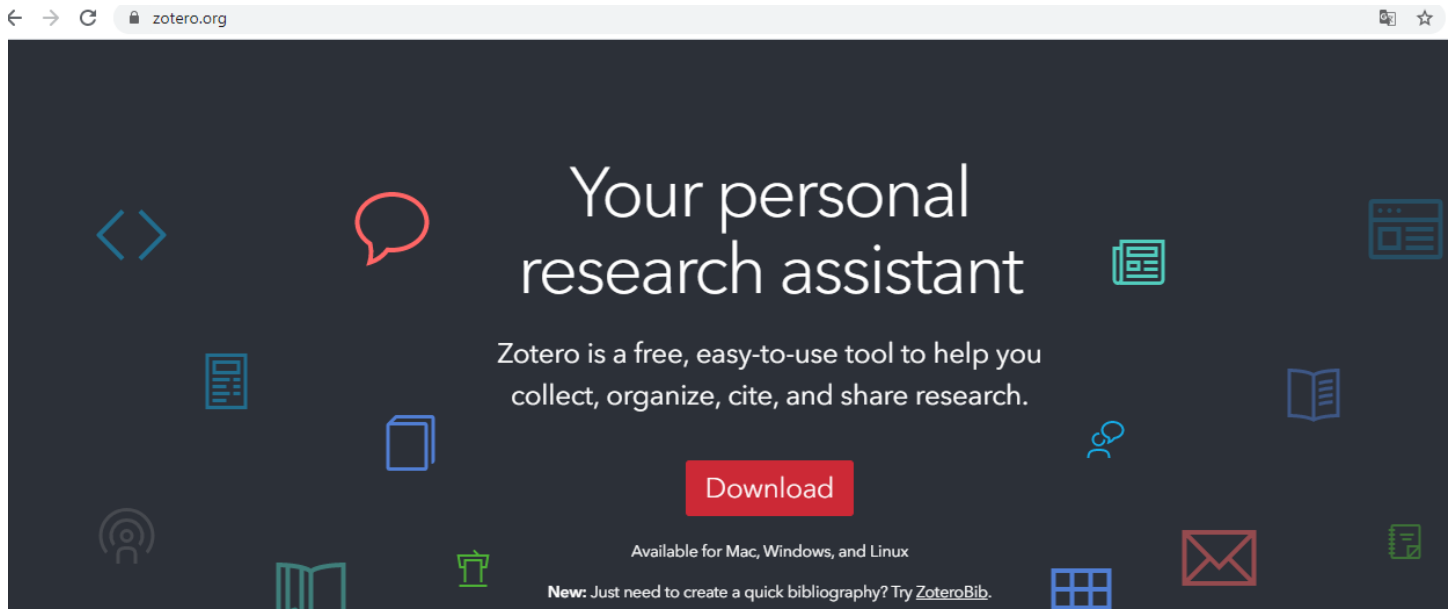 zotero.org
Your personal
research assistant
Zotero is a free, easy-to-use tool to help you
collect, organize, cite, and share research.
Download
Available for Mac, Windows, and Linux
New: Just need to create a quick bibliography? Try ZoteroBib.